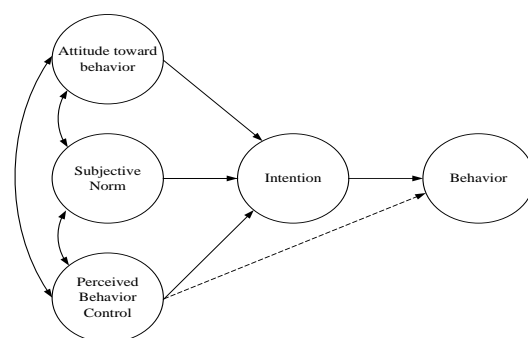 Attitude toward
behavior
Subjective
Norm
Intention
Behavior
Perceived
Behavior
Control